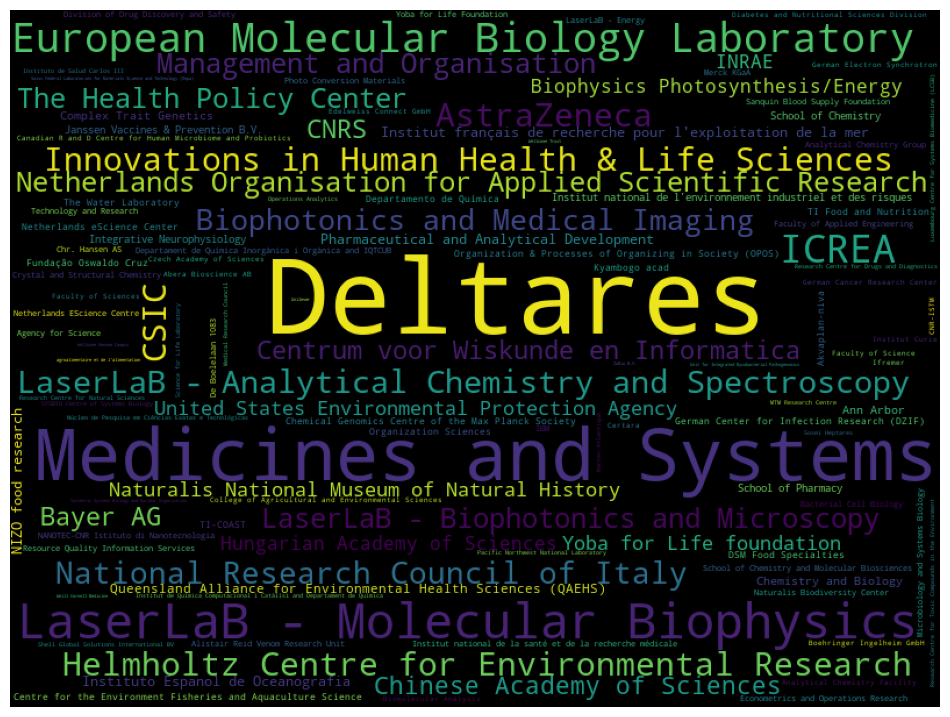 Division of Drug Discovery and Safety
Yoba for Life Foundation
Diabetes and Nutritional Sciences Division
LaserLaB - Energy
European Molecular Biology Laboratory
Management and Organisation
INRAE
German Electron Synchrotron
Instituto de Salud Carlos III
Merck KGaA
Photo Conversion Materials
Biophysics Photosynthesis/Energy
The Health Policy Center
Sanquin Blood Supply Foundation
Edelweiss Connect GmbH
AstraZeneca
Complex Trait Genetics
School of Chemistry
Janssen Vaccines & Prevention B.V.
CNRS
Institut français de recherche pour l'exploitation de la mer
Canadian R and D Centre for Human Microbiome and Probiotics
Analytical Chemistry Group
Innovations in Human Health & Life Sciences
Netherlands Organisation for Applied Scientific Research
The Water Laboratory
Operations Analytics
Departamento de Química
Institut national de l'environnement industriel et des risques
Technology and Research
Biophotonics and Medical Imaging
TI Food and Nutrition
Netherlands eScience Center
Faculty of Applied Engineering
Integrative Neurophysiology
Pharmaceutical and Analytical Development
ICREA
Chr. Hansen AS
Departament de Química Inorgànica i Orgànica and IQTCUB
Organization & Processes of Organizing in Society (OPOS)
Fundação Oswaldo Cruz
Czech Academy of Sciences
Kyambogo acad
Research Centre for Drugs and Diagnostics
Crystal and Structural Chemistry
Abera Bioscience AB
Deltares
German Cancer Research Center
Faculty of Sciences
CSIC
Science for Life Laboratory
De Boelelaan 1083
Medical Research Council
Akvaplan-niva
CNR-ISTM
Netherlands EScience Centre
Agency for Science
Institut Curie
Centrum voor Wiskunde en Informatica
Faculty of Science
Ifremer
LaserLaB - Analytical Chemistry and Spectroscopy
Research Centre for Natural Sciences
United States Environmental Protection Agency
WTW Research Centre
Ann Arbor
Núcleo de Pesquisa em Ciências Exatas e Tecnológicas
Chemical Genomics Centre of the Max Planck Society
Certara
German Center for Infection Research (DZIF)
Organization Sciences
NIZO food research
Medicines and Systems
Naturalis National Museum of Natural History
School of Pharmacy
College of Agricultural and Environmental Sciences
Bacterial Cell Biology
Bayer AG
TI-COAST
LaserLaB - Biophotonics and Microscopy
NANOTEC-CNR Istituto di Nanotecnologia
Hungarian Academy of Sciences
Yoba for Life foundation
Resource Quality Information Services
Pacific Northwest National Laboratory
DSM Food Specialties
National Research Council of Italy
School of Chemistry and Molecular Biosciences
Chemistry and Biology
Queensland Alliance for Environmental Health Sciences (QAEHS)
Naturalis Biodiversity Center
Institut de Química Computacional i Catàlisi and Departament de Química
Microbiology and Systems Biology
LaserLaB - Molecular Biophysics
Shell Global Solutions International BV
Alistair Reid Venom Research Unit
Institut national de la santé et de la recherche médicale
Boehringer Ingelheim GmbH
Helmholtz Centre for Environmental Research
Instituto Espanol de Oceanografia
Chinese Academy of Sciences
Analytical Chemistry Facility
Centre for the Environment Fisheries and Aquaculture Science
Econometrics and Operations Research